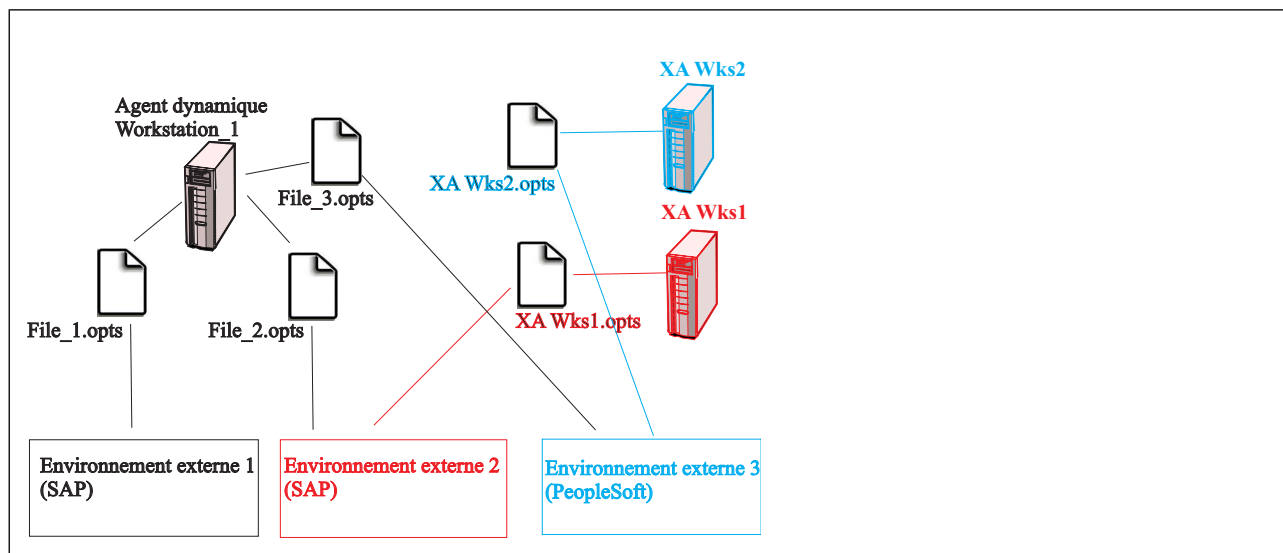 XA Wks2
Agent dynamique
Workstation_1
XA Wks2.opts
File_3.opts
XA Wks1
File_1.opts
File_2.opts
XA Wks1.opts
Environnement externe 1
(SAP)
Environnement externe 2
(SAP)
Environnement externe 3
(PeopleSoft)